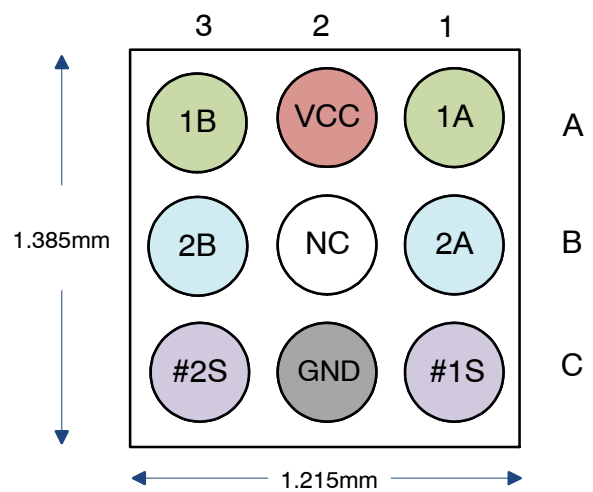 3 2 1
1B VCC 1A A
1.385mm 2B NC 2A B
#2S GND #1S C
1.215mm